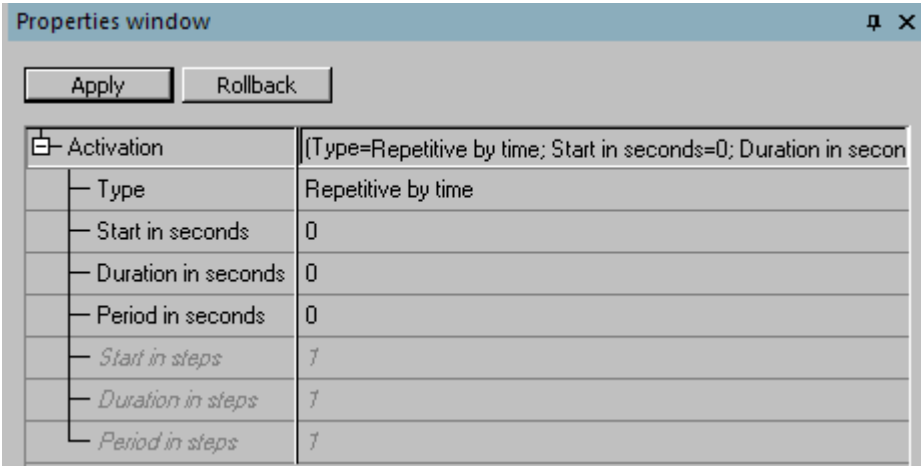 Properties window
Apply Rollback
Activation (Type=Repetitive by time; Start in seconds=0; Duration in secon
Type Repetitive by time
Start in seconds 0
Duration in seconds 0
Period in seconds 0
Start in steps 1
Duration in steps 1
Period in steps 1